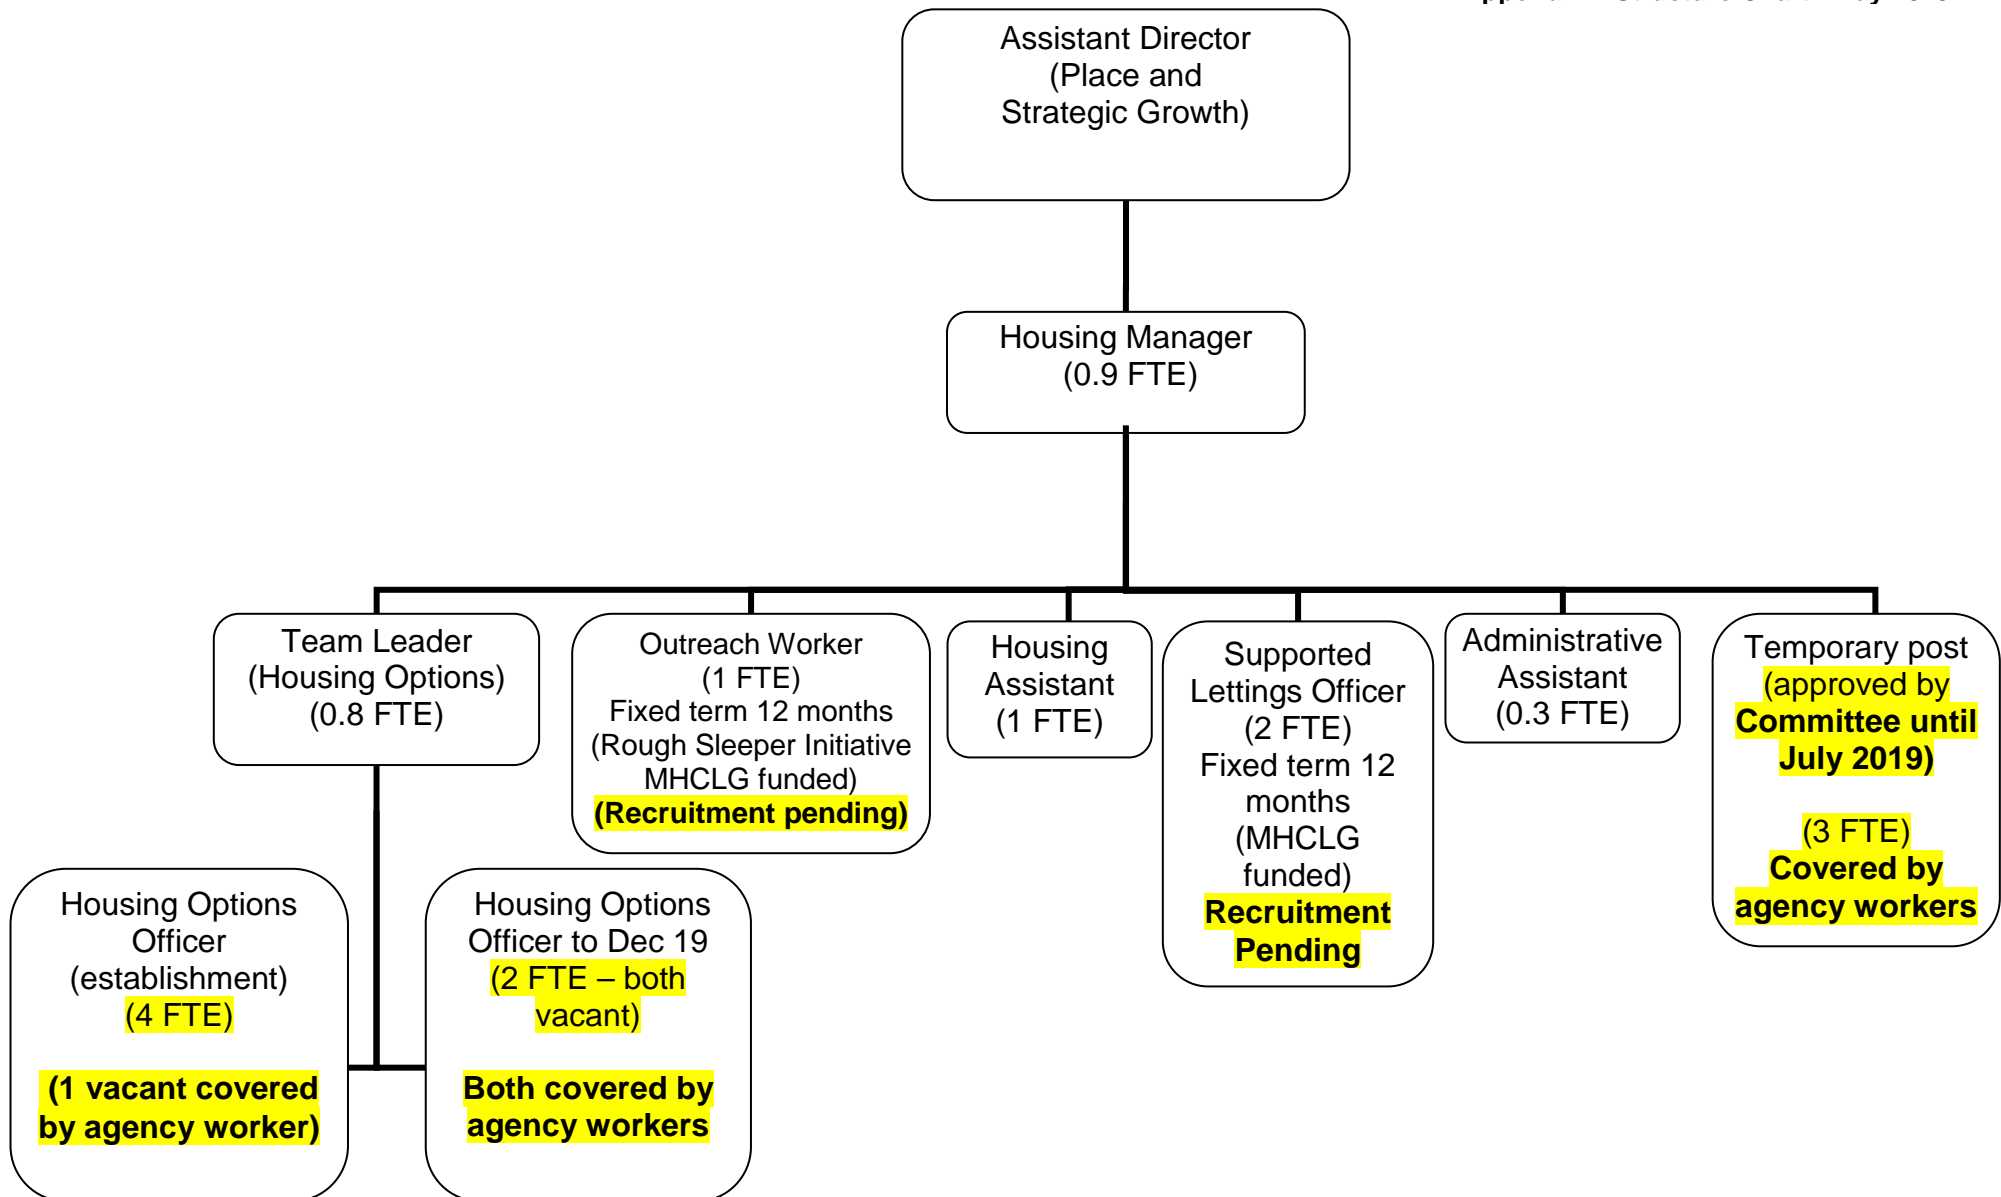 Assistant Director
(Place and
Strategic Growth)
Housing Manager
(0.9 FTE)
Team Leader
(Housing Options)
(0.8 FTE)
Outreach Worker
(1 FTE)
Fixed term 12 months
(Rough Sleeper Initiative
MHCLG funded)
(Recruitment pending)
Housing
Assistant
(1 FTE)
Supported
Lettings Officer
(2 FTE)
Fixed term 12
months
(MHCLG
funded)
Recruitment
Pending
Administrative
Assistant
(0.3 FTE)
Temporary post
(approved by
Committee until
July 2019)
(3 FTE)
Covered by
agency workers
Housing Options
Officer
(establishment)
(4 FTE)
(1 vacant covered
by agency worker)
Housing Options
Officer to Dec 19
(2 FTE – both
vacant)
Both covered by
agency workers